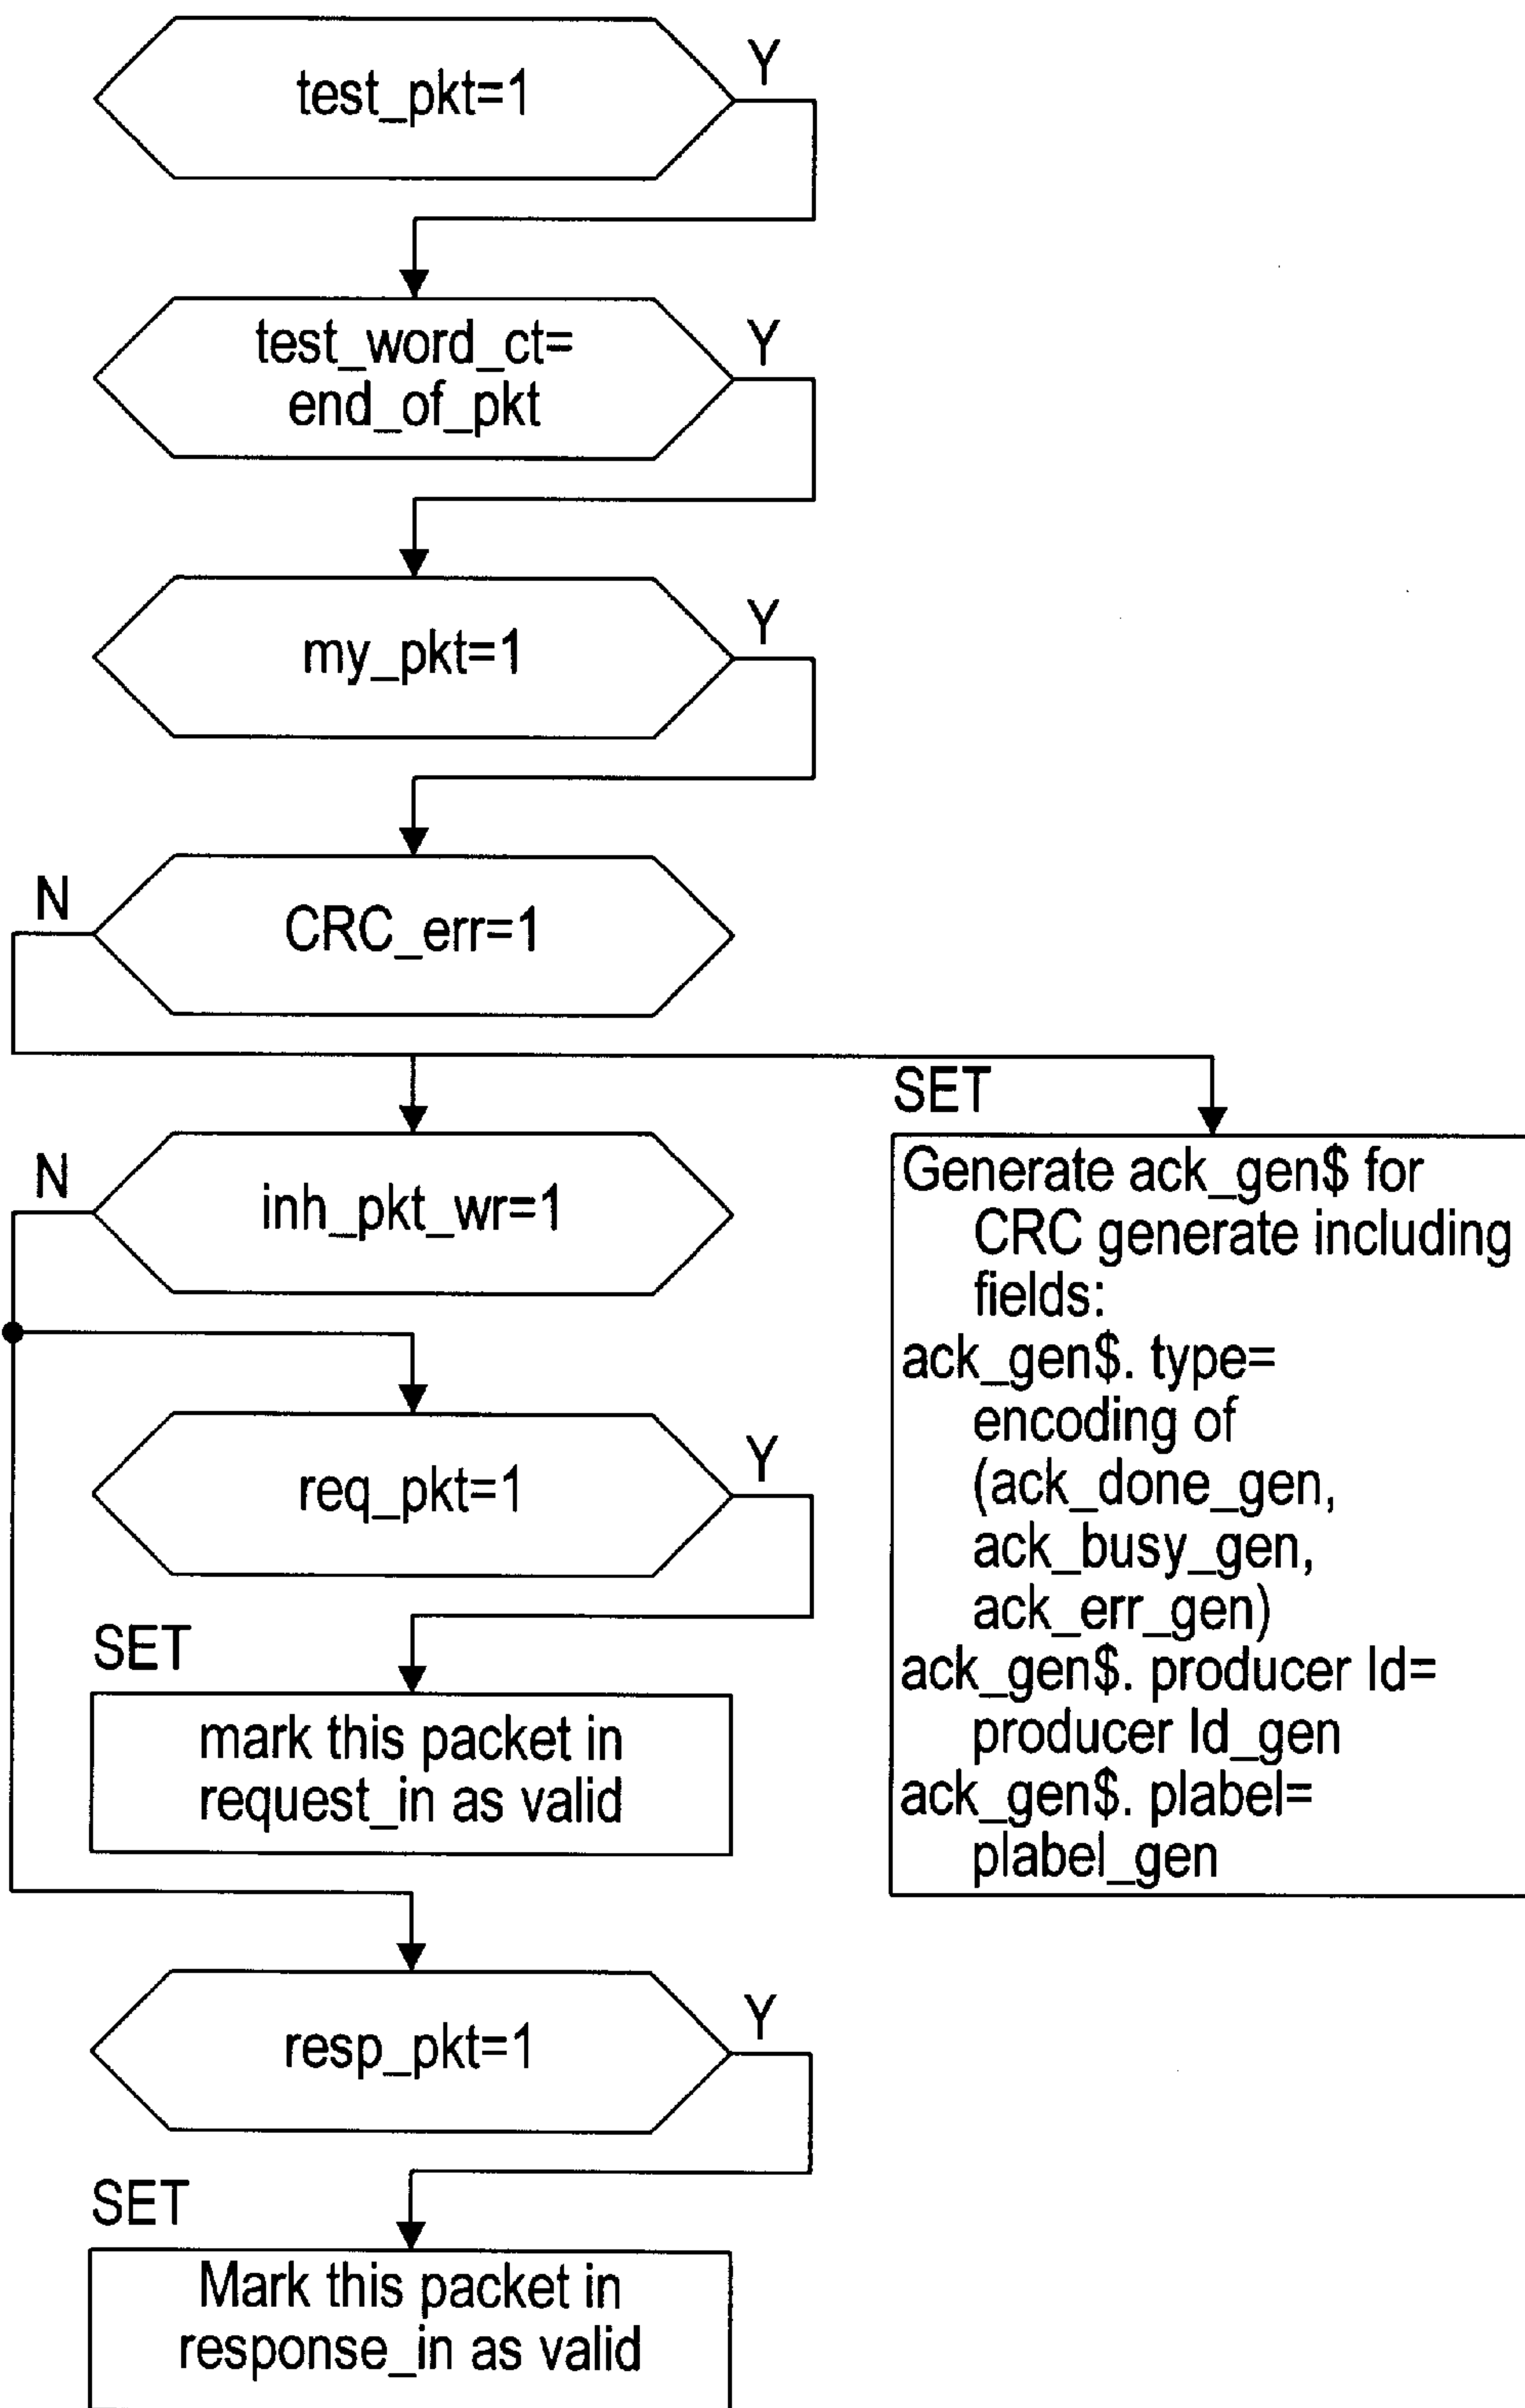 test_pkt=1
Y
test_word_ct=
end_of_pkt
Y
my_pkt=1
Y
CRC_err=1
N
inh_pkt_wr=1
N
req_pkt=1
Y
SET
mark this packet in
request_in as valid
resp_pkt=1
Y
SET
Mark this packet in
response_in as valid
SET
Generate ack_gen$ for
CRC generate including
fields:
ack_gen$. type=
encoding of
(ack_done_gen,
ack_busy_gen,
ack_err_gen)
ack_gen$. producer Id=
producer Id_gen
ack_gen$. plabel=
plabel_gen